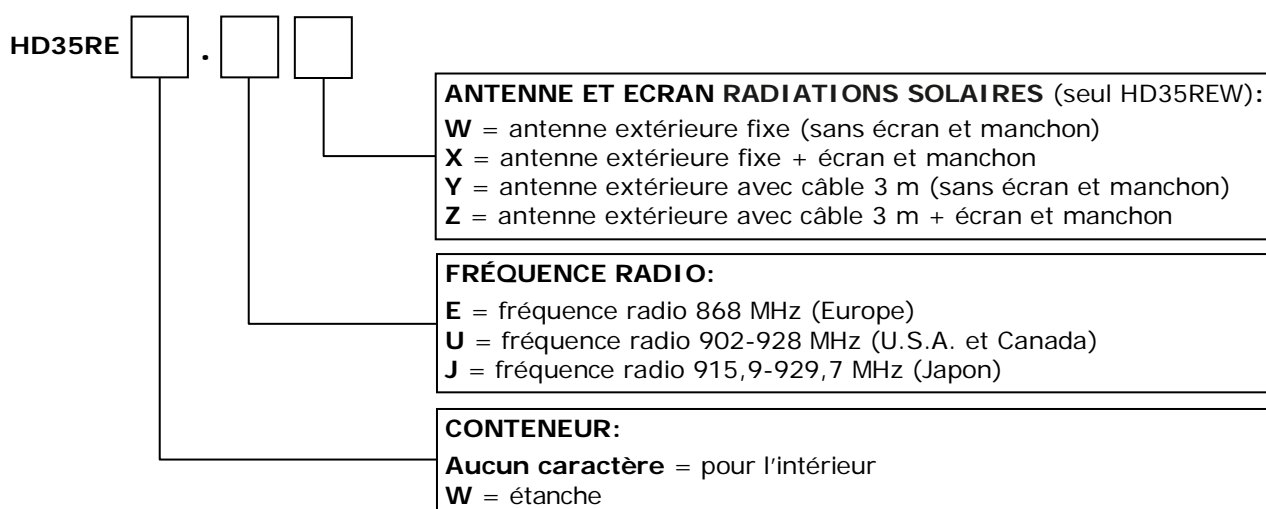 HD35RE .
ANTENNE ET ECRAN RADIATIONS SOLAIRES (seul HD35REW):
W = antenne extérieure fixe (sans écran et manchon)
X = antenne extérieure fixe + écran et manchon
Y = antenne extérieure avec câble 3 m (sans écran et manchon)
Z = antenne extérieure avec câble 3 m + écran et manchon
FRÉQUENCE RADIO:
E = fréquence radio 868 MHz (Europe)
U = fréquence radio 902-928 MHz (U.S.A. et Canada)
J = fréquence radio 915,9-929,7 MHz (Japon)
CONTENEUR:
Aucun caractère = pour l'intérieur
W = étanche